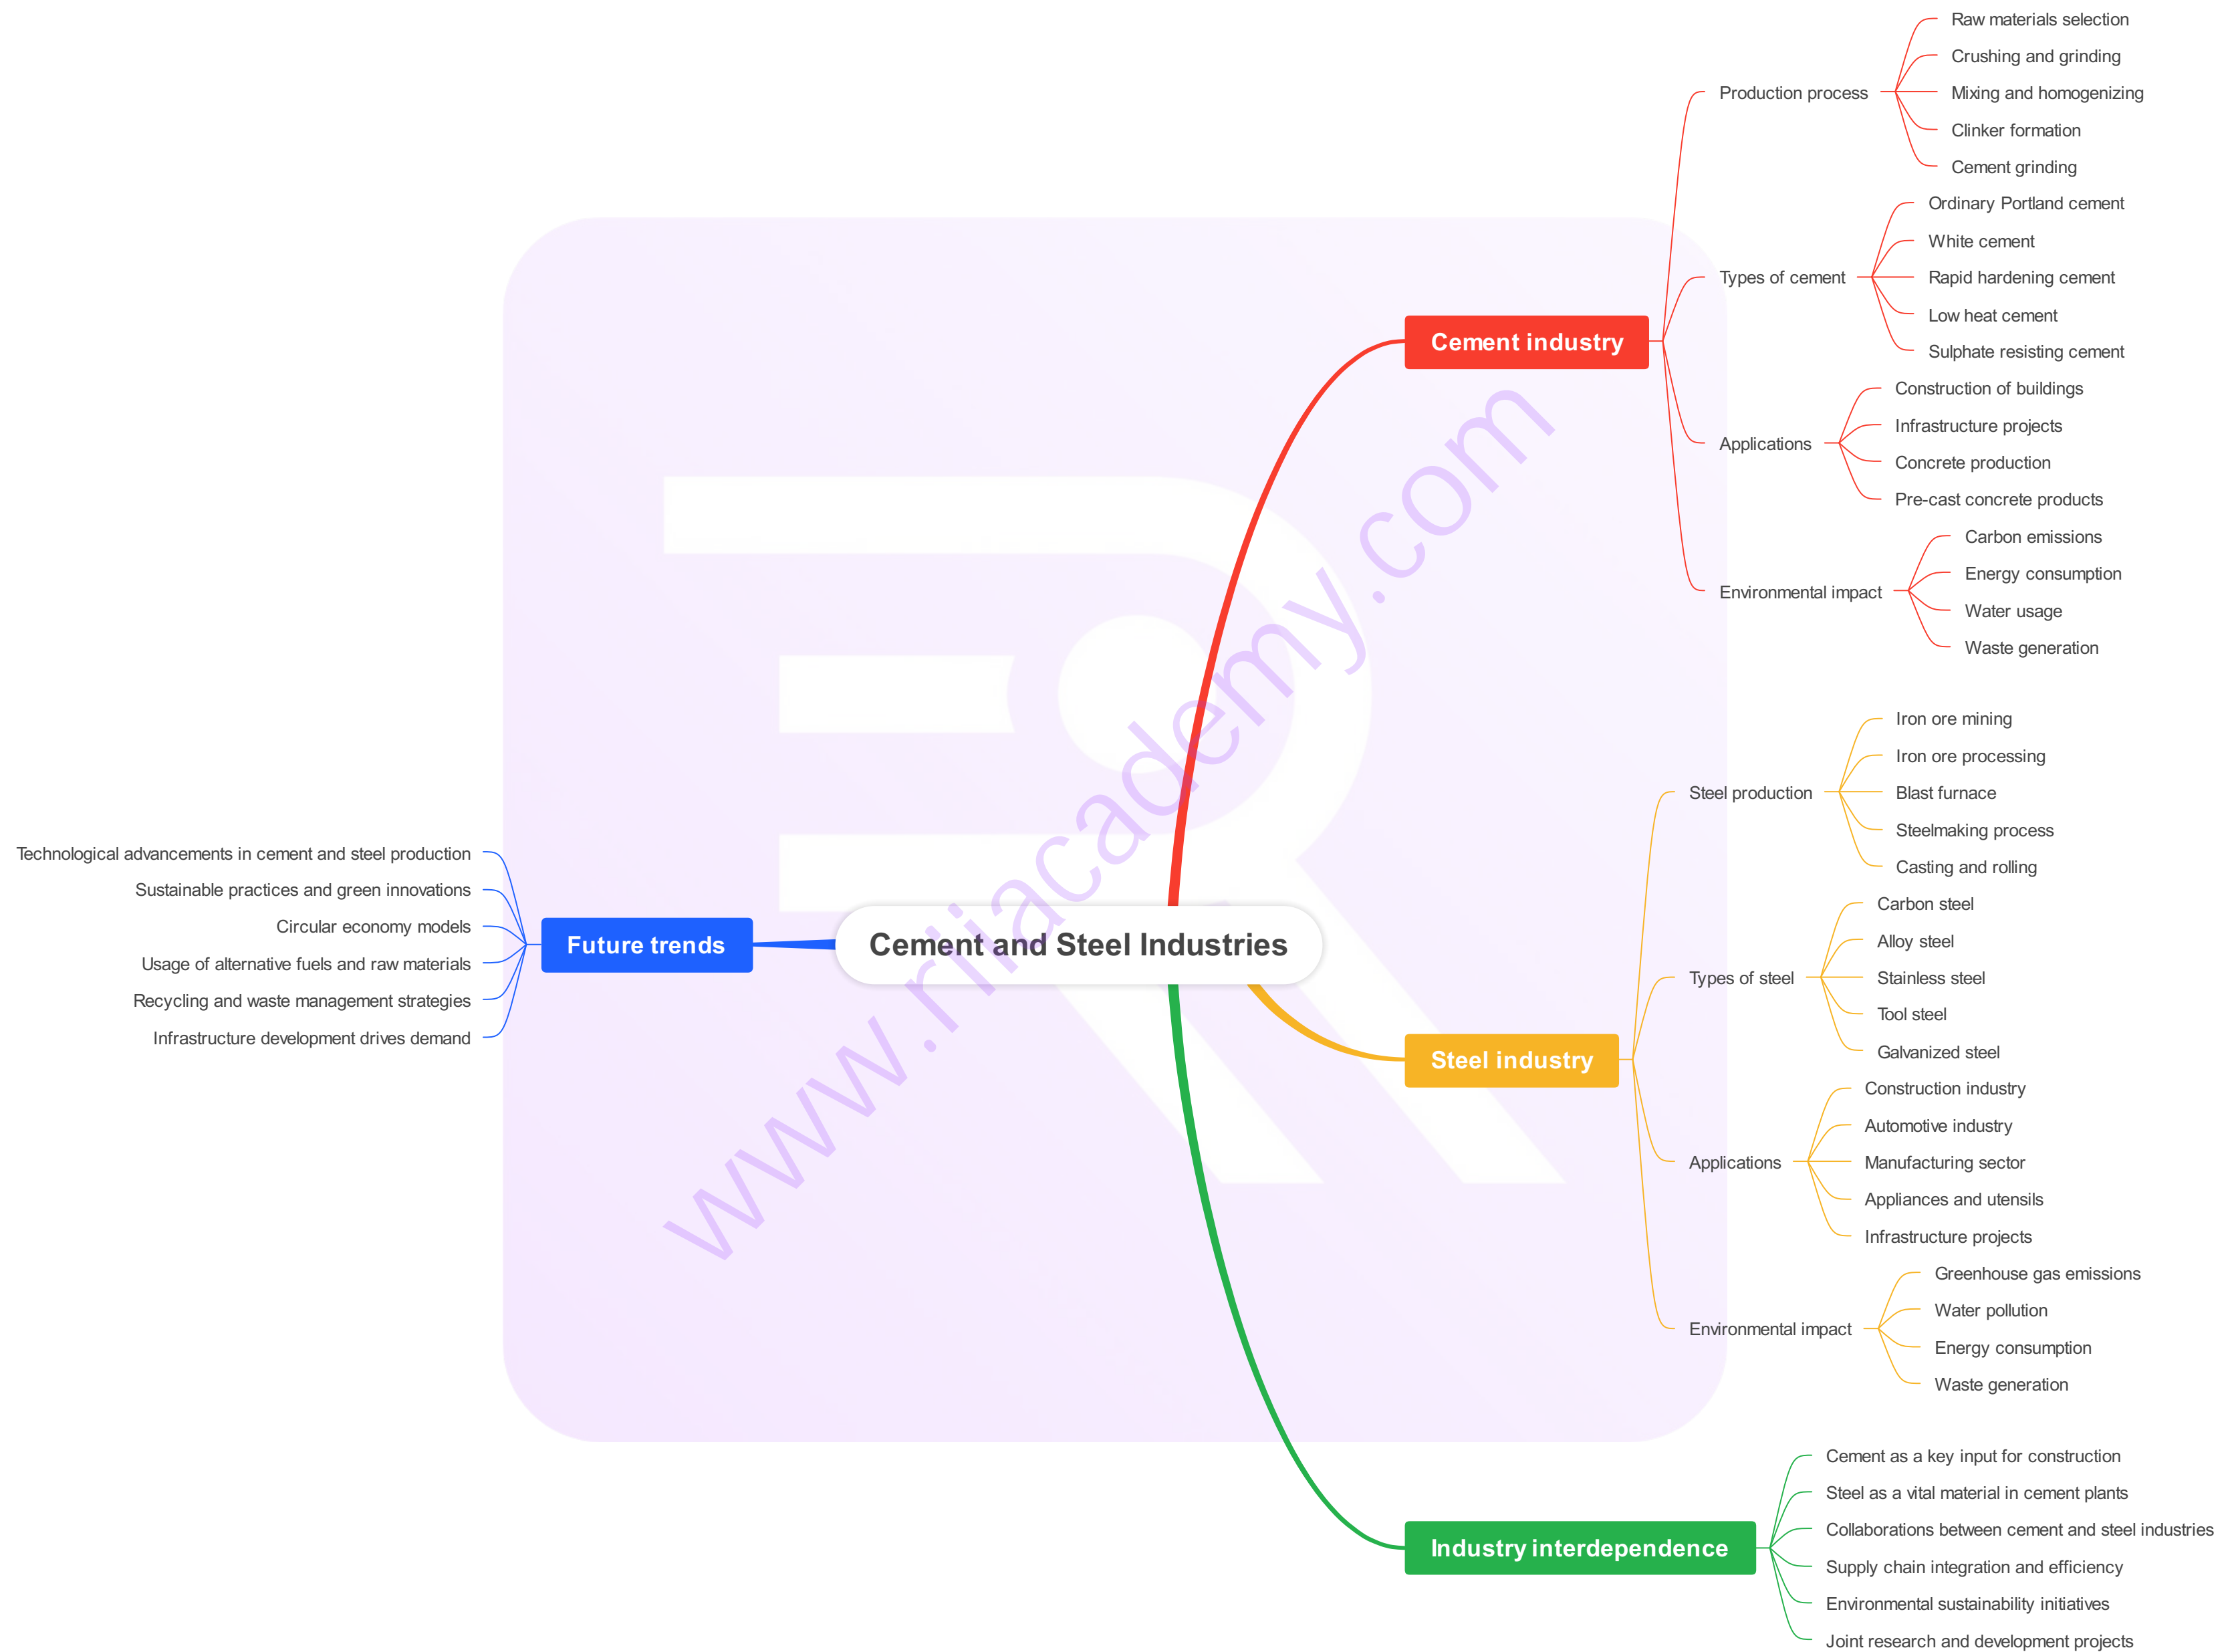 Cement and Steel Industries
Cement industry
Production process
Raw materials selection
Crushing and grinding
Mixing and homogenizing
Clinker formation
Cement grinding
Types of cement
Ordinary Portland cement
White cement
Rapid hardening cement
Low heat cement
Sulphate resisting cement
Applications
Construction of buildings
Infrastructure projects
Concrete production
Pre-cast concrete products
Environmental impact
Carbon emissions
Energy consumption
Water usage
Waste generation
Steel industry
Steel production
Iron ore mining
Iron ore processing
Blast furnace
Steelmaking process
Casting and rolling
Types of steel
Carbon steel
Alloy steel
Stainless steel
Tool steel
Galvanized steel
Applications
Construction industry
Automotive industry
Manufacturing sector
Appliances and utensils
Infrastructure projects
Environmental impact
Greenhouse gas emissions
Water pollution
Energy consumption
Waste generation
Industry interdependence
Cement as a key input for construction
Steel as a vital material in cement plants
Collaborations between cement and steel industries
Supply chain integration and efficiency
Environmental sustainability initiatives
Joint research and development projects
Future trends
Technological advancements in cement and steel production
Sustainable practices and green innovations
Circular economy models
Usage of alternative fuels and raw materials
Recycling and waste management strategies
Infrastructure development drives demand